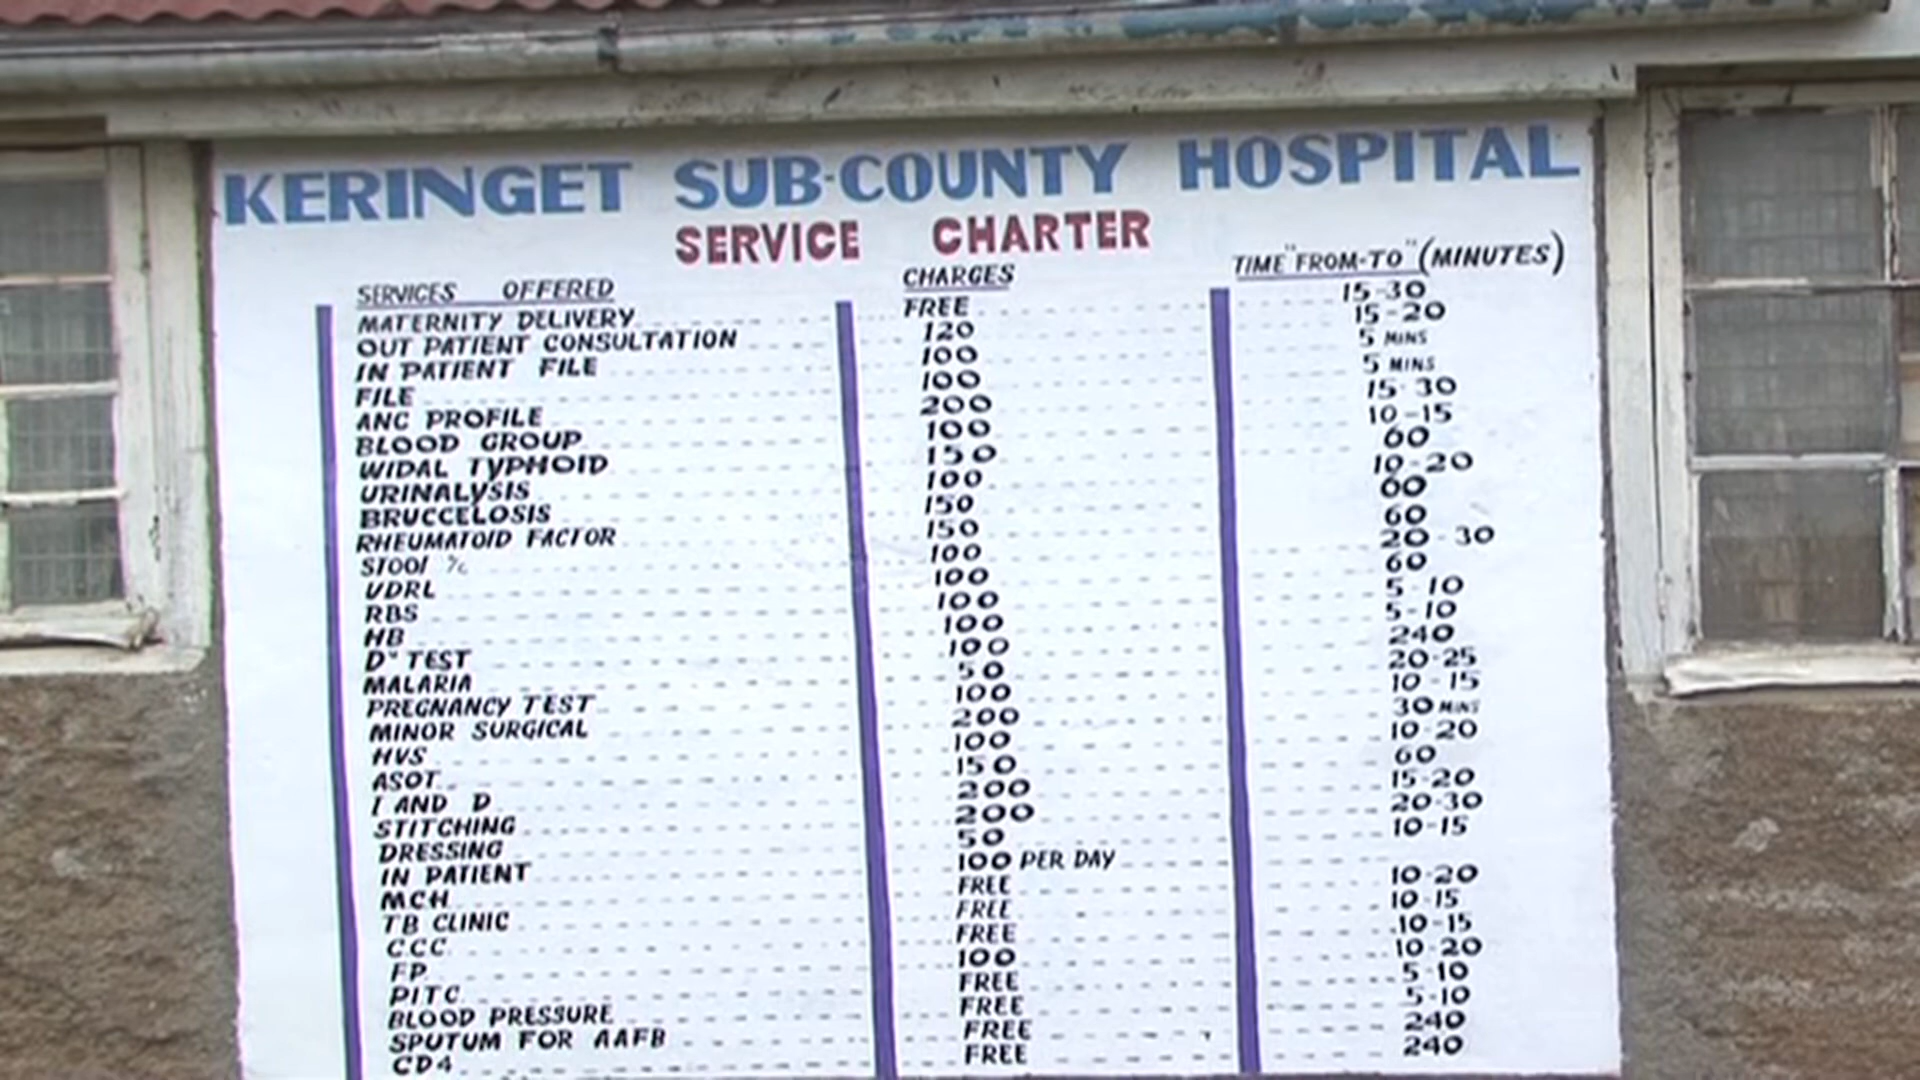 KERINGET SUB-COUNTY HOSPITAL
SERVICE CHARTER
SERVICES OFFERED CHARGES TIME "FROM-TO" (MINUTES)
MATERNITY DELIVERY FREE 15-30
OUT PATIENT CONSULTATION 120 15-20
IN PATIENT FILE 100 5 MINS
FILE 100 5 MINS
ANC PROFILE 200 15-30
BLOOD GROUP 100 10-15
WIDAL TYPHOID 150 60
URINALYSIS 100 10-20
BRUCCELOSIS 150 60
RHEUMATOID FACTOR 150 60
STOOL 100 20-30
VDRL 100 60
RBS 100 5-10
HB 100 5-10
D" TEST 100 240
MALARIA 50 20-25
PREGNANCY TEST 100 10-15
MINOR SURGICAL 200 30 MINS
HVS 100 10-20
ASOT 150 60
I AND D 200 15-20
STITCHING 200 20-30
DRESSING 50 10-15
IN PATIENT 100 PER DAY
MCH FREE 10-20
TB CLINIC FREE 10-15
CCC FREE 10-15
FP 100 10-20
PITC FREE 5-10
BLOOD PRESSURE FREE 5-10
SPUTUM FOR AAFB FREE 240
CD4 FREE 240